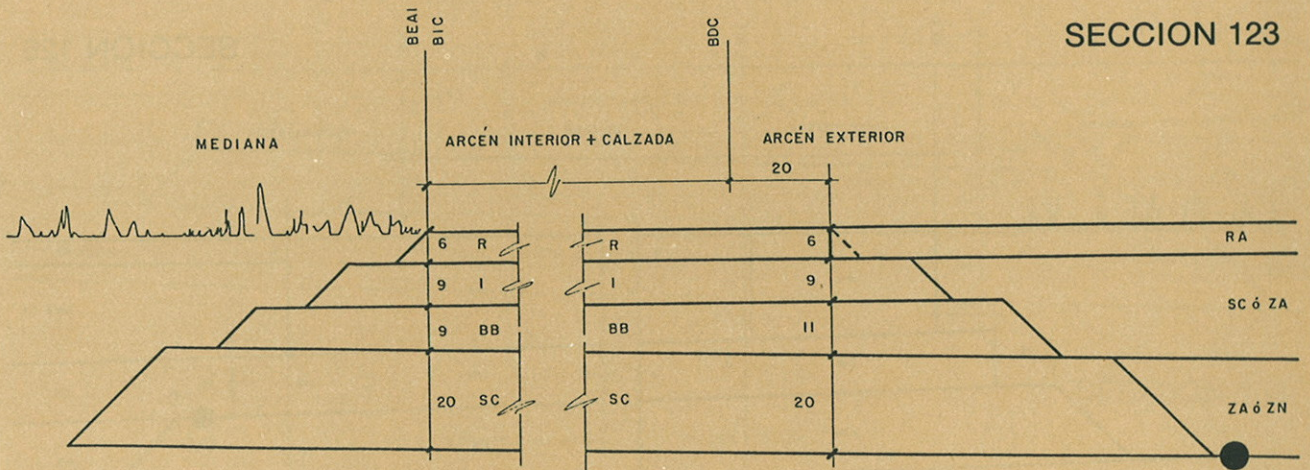 SECCION 123
BEAI
BIC
BDC
MEDIANA
ARCÉN INTERIOR + CALZADA
ARCÉN EXTERIOR
20
6 R
R 6
RA
9 I
I 9
SC ó ZA
9 BB
BB 11
20 SC
SC 20
ZA ó ZN